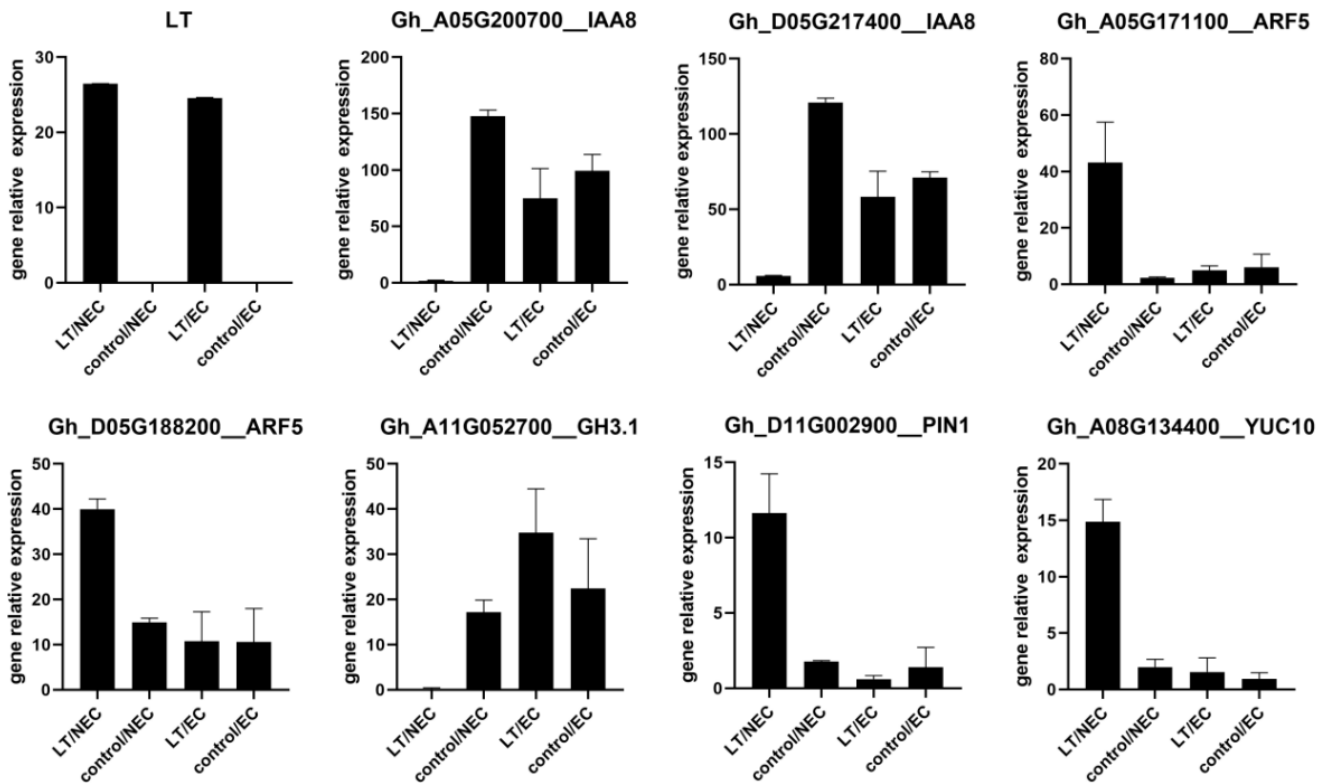 LT
gene relative expression
30
20
10
0
LT/NEC
control/NEC
LT/EC
control/EC
Gh_A05G200700__IAA8
gene relative expression
200
150
100
50
0
LT/NEC
control/NEC
LT/EC
control/EC
Gh_D05G217400__IAA8
gene relative expression
150
100
50
0
LT/NEC
control/NEC
LT/EC
control/EC
Gh_A05G171100__ARF5
gene relative expression
80
60
40
20
0
LT/NEC
control/NEC
LT/EC
control/EC
Gh_D05G188200__ARF5
gene relative expression
50
40
30
20
10
0
LT/NEC
control/NEC
LT/EC
control/EC
Gh_A11G052700__GH3.1
gene relative expression
50
40
30
20
10
0
LT/NEC
control/NEC
LT/EC
control/EC
Gh_D11G002900__PIN1
gene relative expression
15
10
5
0
LT/NEC
control/NEC
LT/EC
control/EC
Gh_A08G134400__YUC10
gene relative expression
20
15
10
5
0
LT/NEC
control/NEC
LT/EC
control/EC